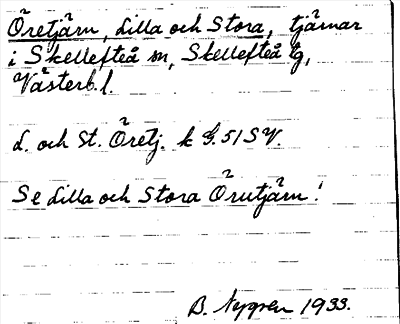 Öretjärn, Lilla och Stora, tjärnar
i Skellefteå sn, Skellefteå tg,
Västerb. l.
L. och St. Öretj. k G. 51 SV.
Se Lilla och Stora Örutjärn!
B. Nygren 1933.